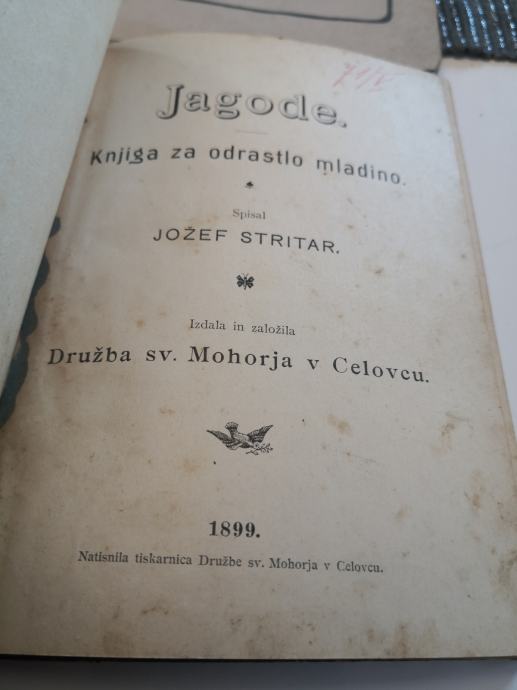 Jagode.
Knjiga za odrastlo mladino.
Spisal
JOŽEF STRITAR.
Izdala in založila
Družba sv. Mohorja v Celovcu.
1899.
Natisnila tiskarnica Družbe sv. Mohorja v Celovcu.